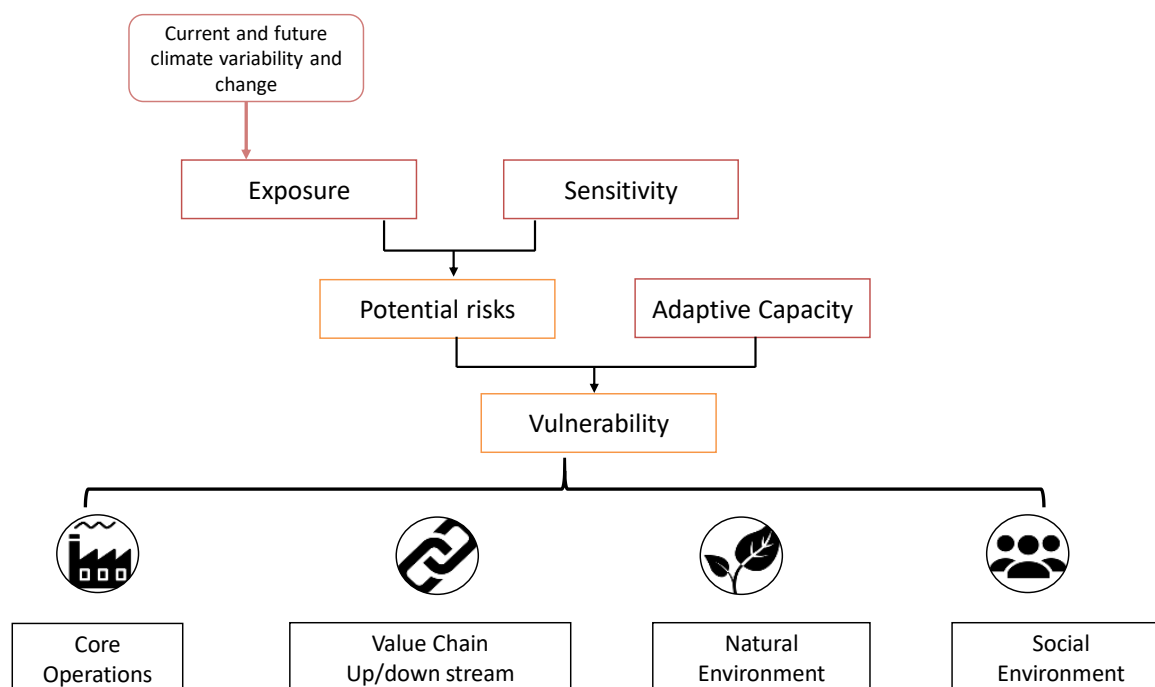 Current and future
climate variability and
change
Exposure
Sensitivity
Potential risks
Adaptive Capacity
Vulnerability
Core
Operations
Value Chain
Up/down stream
Natural
Environment
Social
Environment